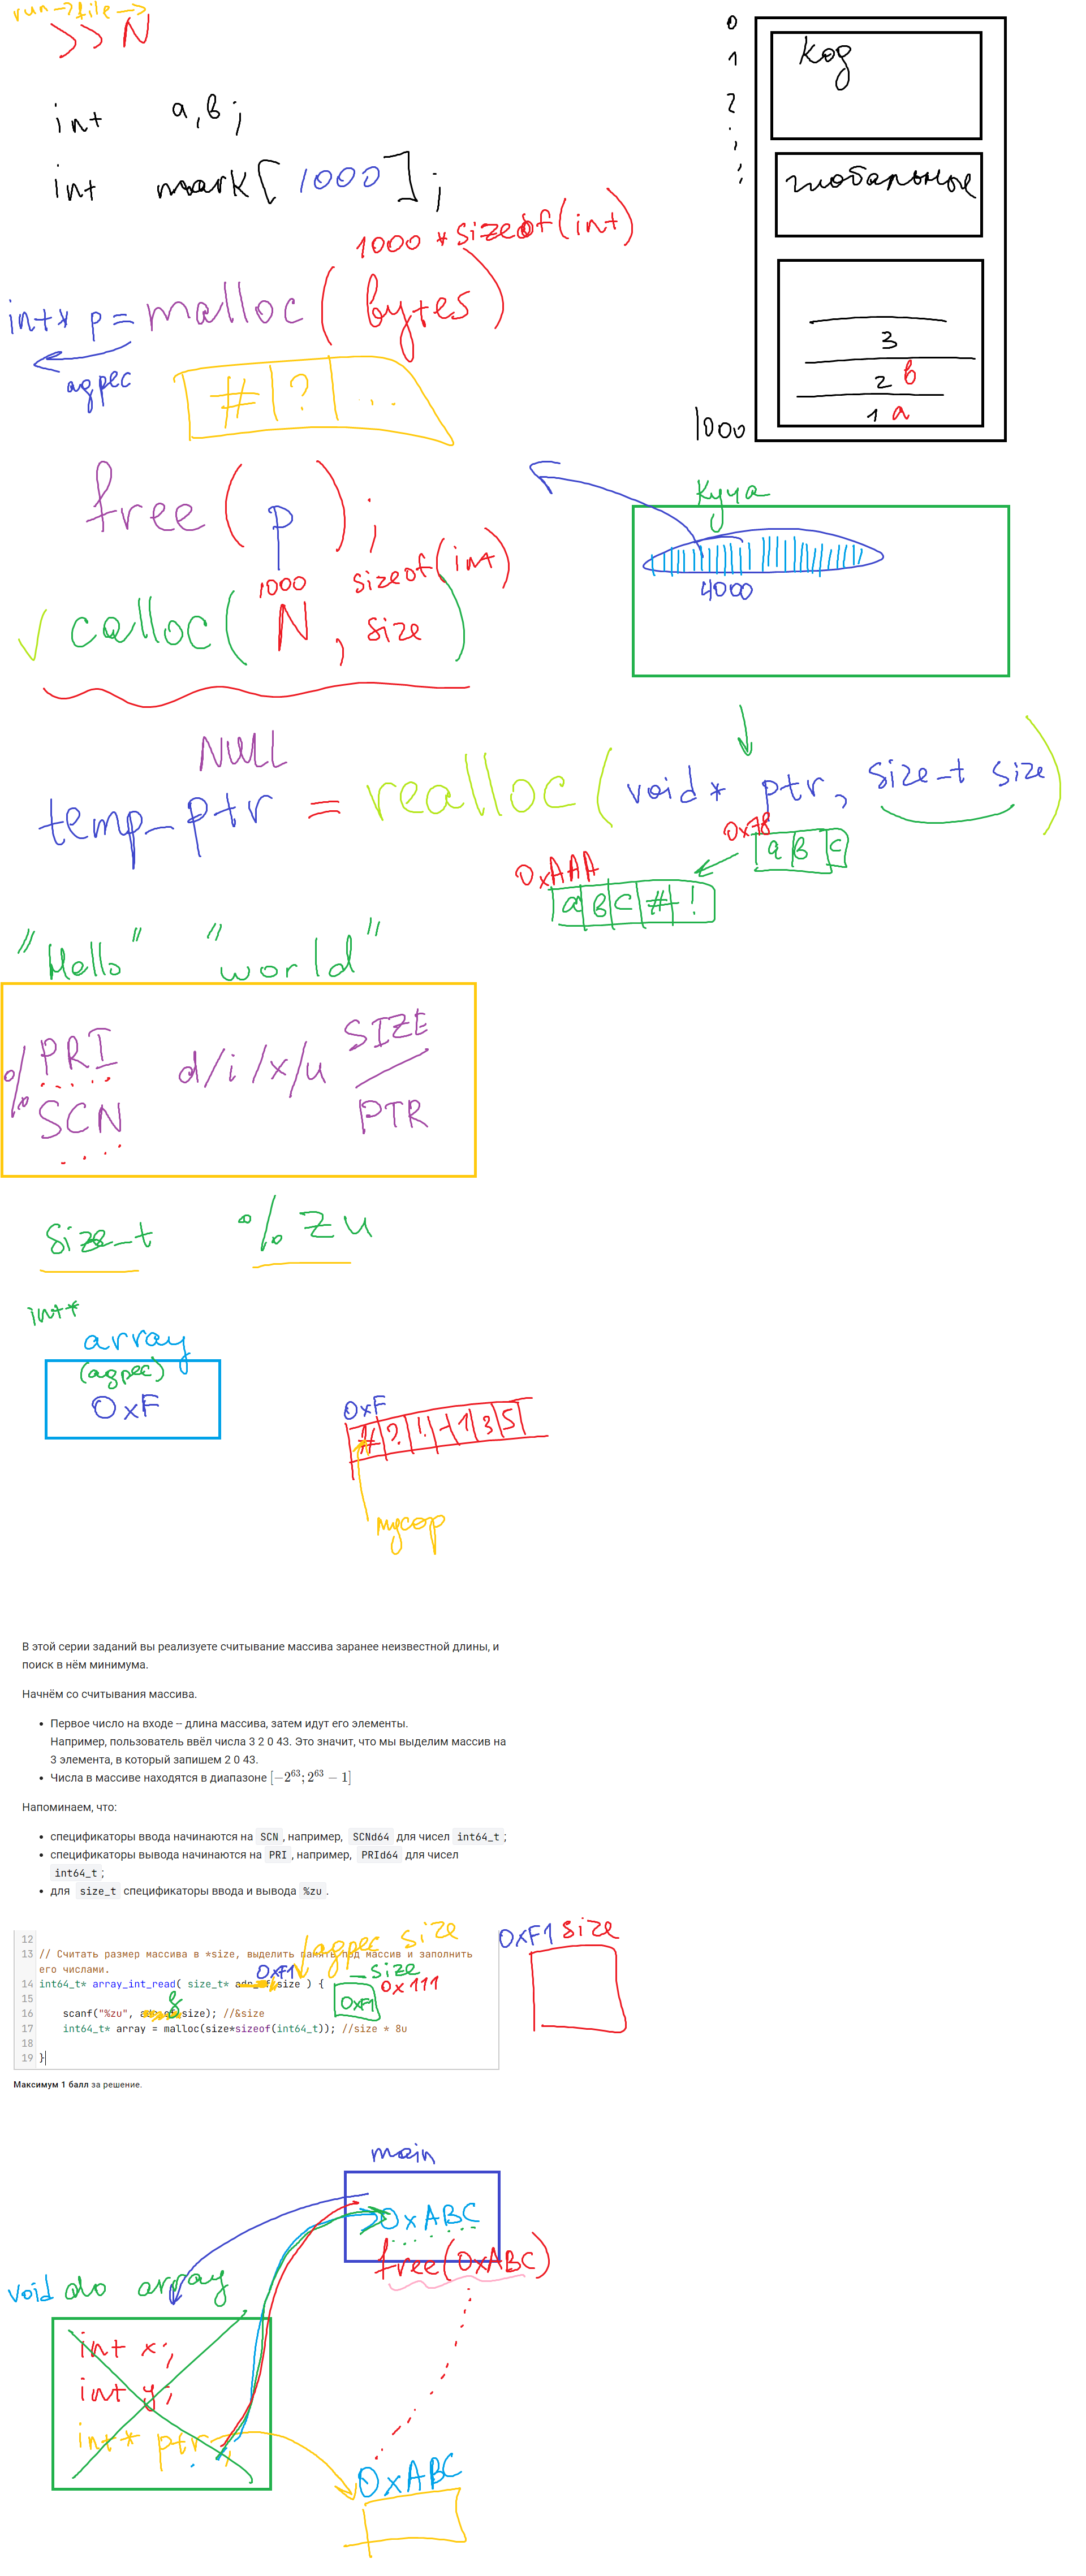 run -> file ->
>> N
int a, b;
int mark[1000];
1000 * sizeof(int)
int* p = malloc(bytes)
адрес
# ? ...
free(p);
1000 sizeof(int)
calloc(N, size)
0
1
2
код
глобальные
3
2 b
1 a
1000
Куча
4000
NULL
temp_ptr = realloc(void* ptr, size_t size)
0x78
a b c
0xAAA
a b c # !
"Hello" "world"
% PRI d/i/x/u SIZE
SCN PTR
size_t %zu
int*
array
(адрес)
0xF
0xF
# ? ! -1 3 5
мусор
В этой серии заданий вы реализуете считывание массива заранее неизвестной длины, и
поиск в нём минимума.
Начнём со считывания массива.
• Первое число на входе – длина массива, затем идут его элементы.
Например, пользователь ввёл числа 3 2 0 43. Это значит, что мы выделим массив на
3 элемента, в который запишем 2 0 43.
• Числа в массиве находятся в диапазоне [−2^63; 2^63 − 1]
Напоминаем, что:
• спецификаторы ввода начинаются на SCN, например, SCNd64 для чисел int64_t;
• спецификаторы вывода начинаются на PRI, например, PRId64 для чисел
int64_t;
• для size_t спецификаторы ввода и вывода %zu.
адрес size
12
13 // Считать размер массива в *size, выделить память под массив и заполнить
его числами.
0xF1
14 int64_t* array_int_read( size_t* size ) {
_size
0x111
0xF1
15
&
16 scanf("%zu", size); //&size
17 int64_t* array = malloc(size*sizeof(int64_t)); //size * 8u
18
19 }
0xF1 size
Максимум 1 балл за решение.
main
0xABC
free(0xABC)
void do array
int x;
int y;
int* ptr;
0xABC